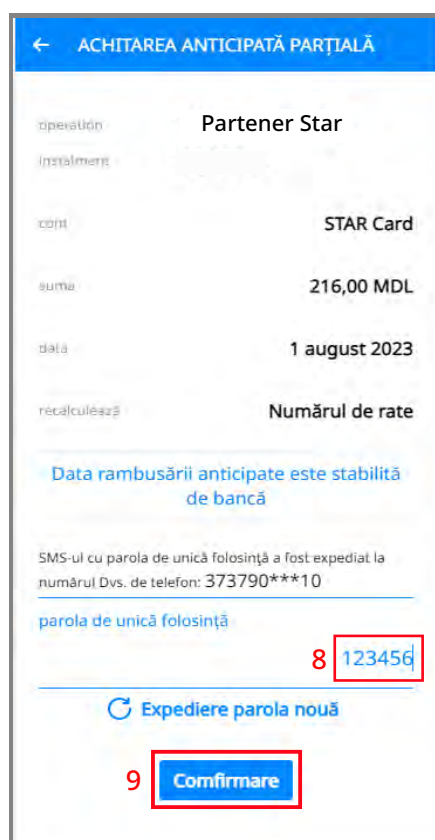 ← ACHITAREA ANTICIPATĂ PARȚIALĂ
operation Partener Star
instalment
cont STAR Card
suma 216,00 MDL
data 1 august 2023
recalculează Numărul de rate
Data rambusării anticipate este stabilită
de bancă
SMS-ul cu parola de unică folosință a fost expediat la
numărul Dvs. de telefon: 373790***10
parola de unică folosință
8 123456
Expediere parola nouă
9 Comfirmare